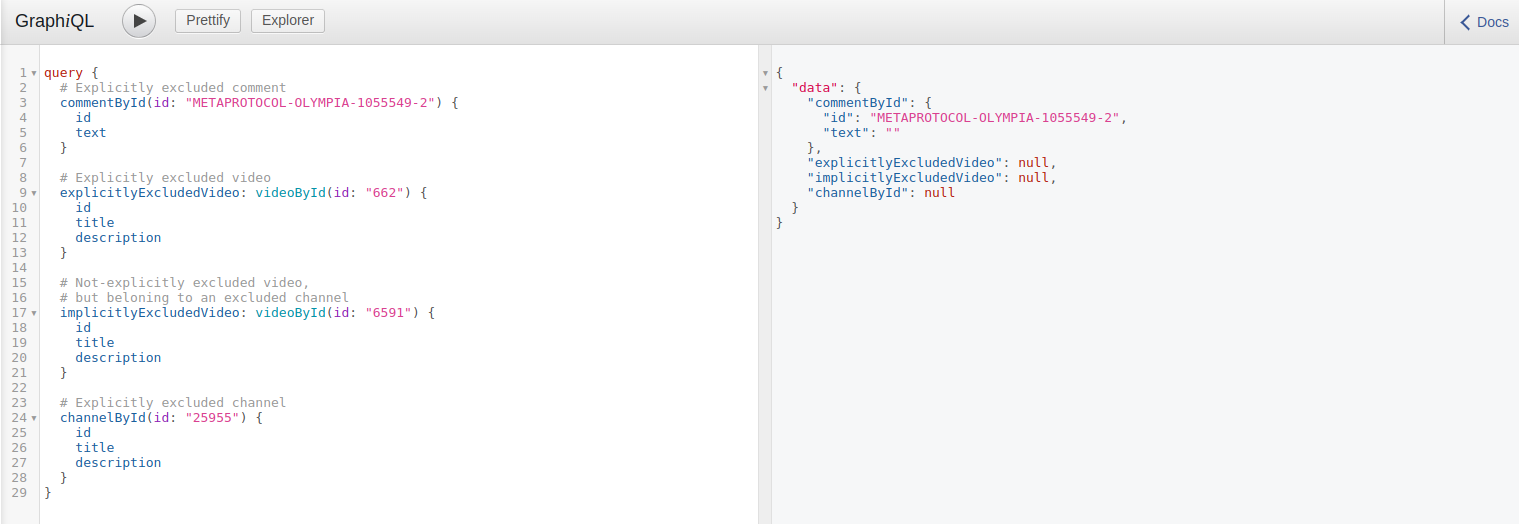 GraphiQL
Prettify
Explorer
Docs
1 query {
2   # Explicitly excluded comment
3   commentById(id: "METAPROTOCOL-OLYMPIA-1055549-2") {
4     id
5     text
6   }
7
8   # Explicitly excluded video
9   explicitlyExcludedVideo: videoById(id: "662") {
10     id
11     title
12     description
13   }
14
15   # Not-explicitly excluded video,
16   # but beloning to an excluded channel
17   implicitlyExcludedVideo: videoById(id: "6591") {
18     id
19     title
20     description
21   }
22
23   # Explicitly excluded channel
24   channelById(id: "25955") {
25     id
26     title
27     description
28   }
29 }
{
  "data": {
    "commentById": {
      "id": "METAPROTOCOL-OLYMPIA-1055549-2",
      "text": ""
    },
    "explicitlyExcludedVideo": null,
    "implicitlyExcludedVideo": null,
    "channelById": null
  }
}